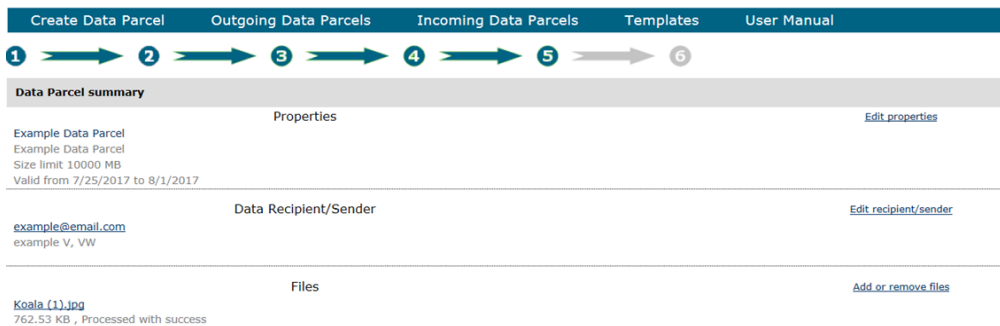 Create Data Parcel Outgoing Data Parcels Incoming Data Parcels Templates User Manual
1 2 3 4 5 6
Data Parcel summary
Properties Edit properties
Example Data Parcel
Example Data Parcel
Size limit 10000 MB
Valid from 7/25/2017 to 8/1/2017
Data Recipient/Sender Edit recipient/sender
example@email.com
example V, VW
Files Add or remove files
Koala (1).jpg
762.53 KB , Processed with success